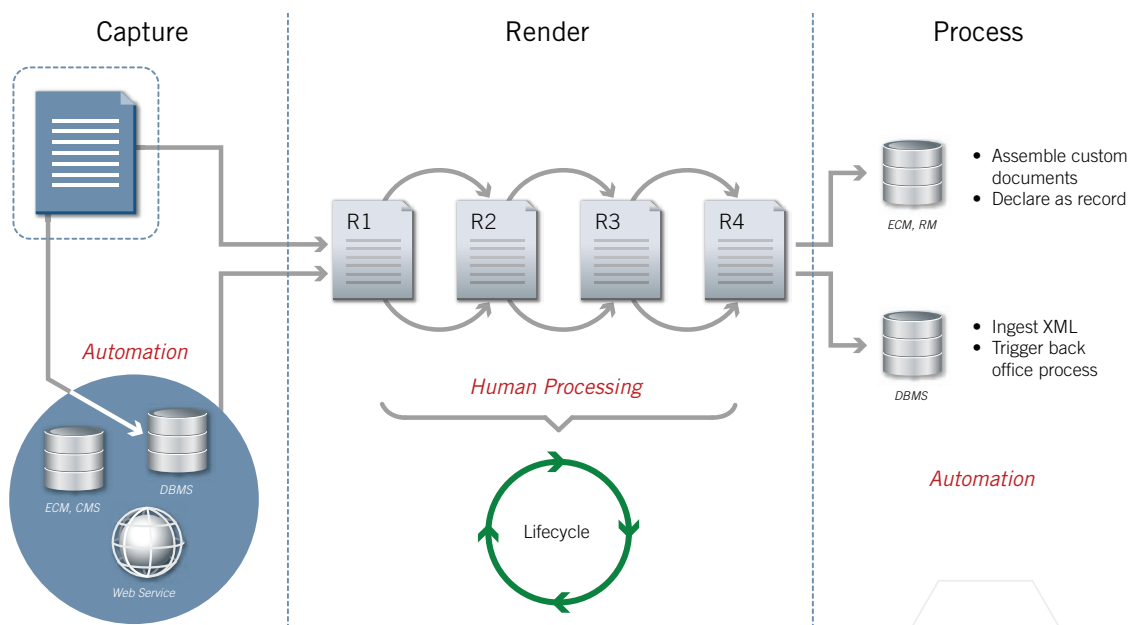 Capture
Render
Process
R1
R2
R3
R4
ECM, RM
• Assemble custom
documents
• Declare as record
Automation
DBMS
ECM, CMS
Web Service
Human Processing
Lifecycle
DBMS
• Ingest XML
• Trigger back
office process
Automation